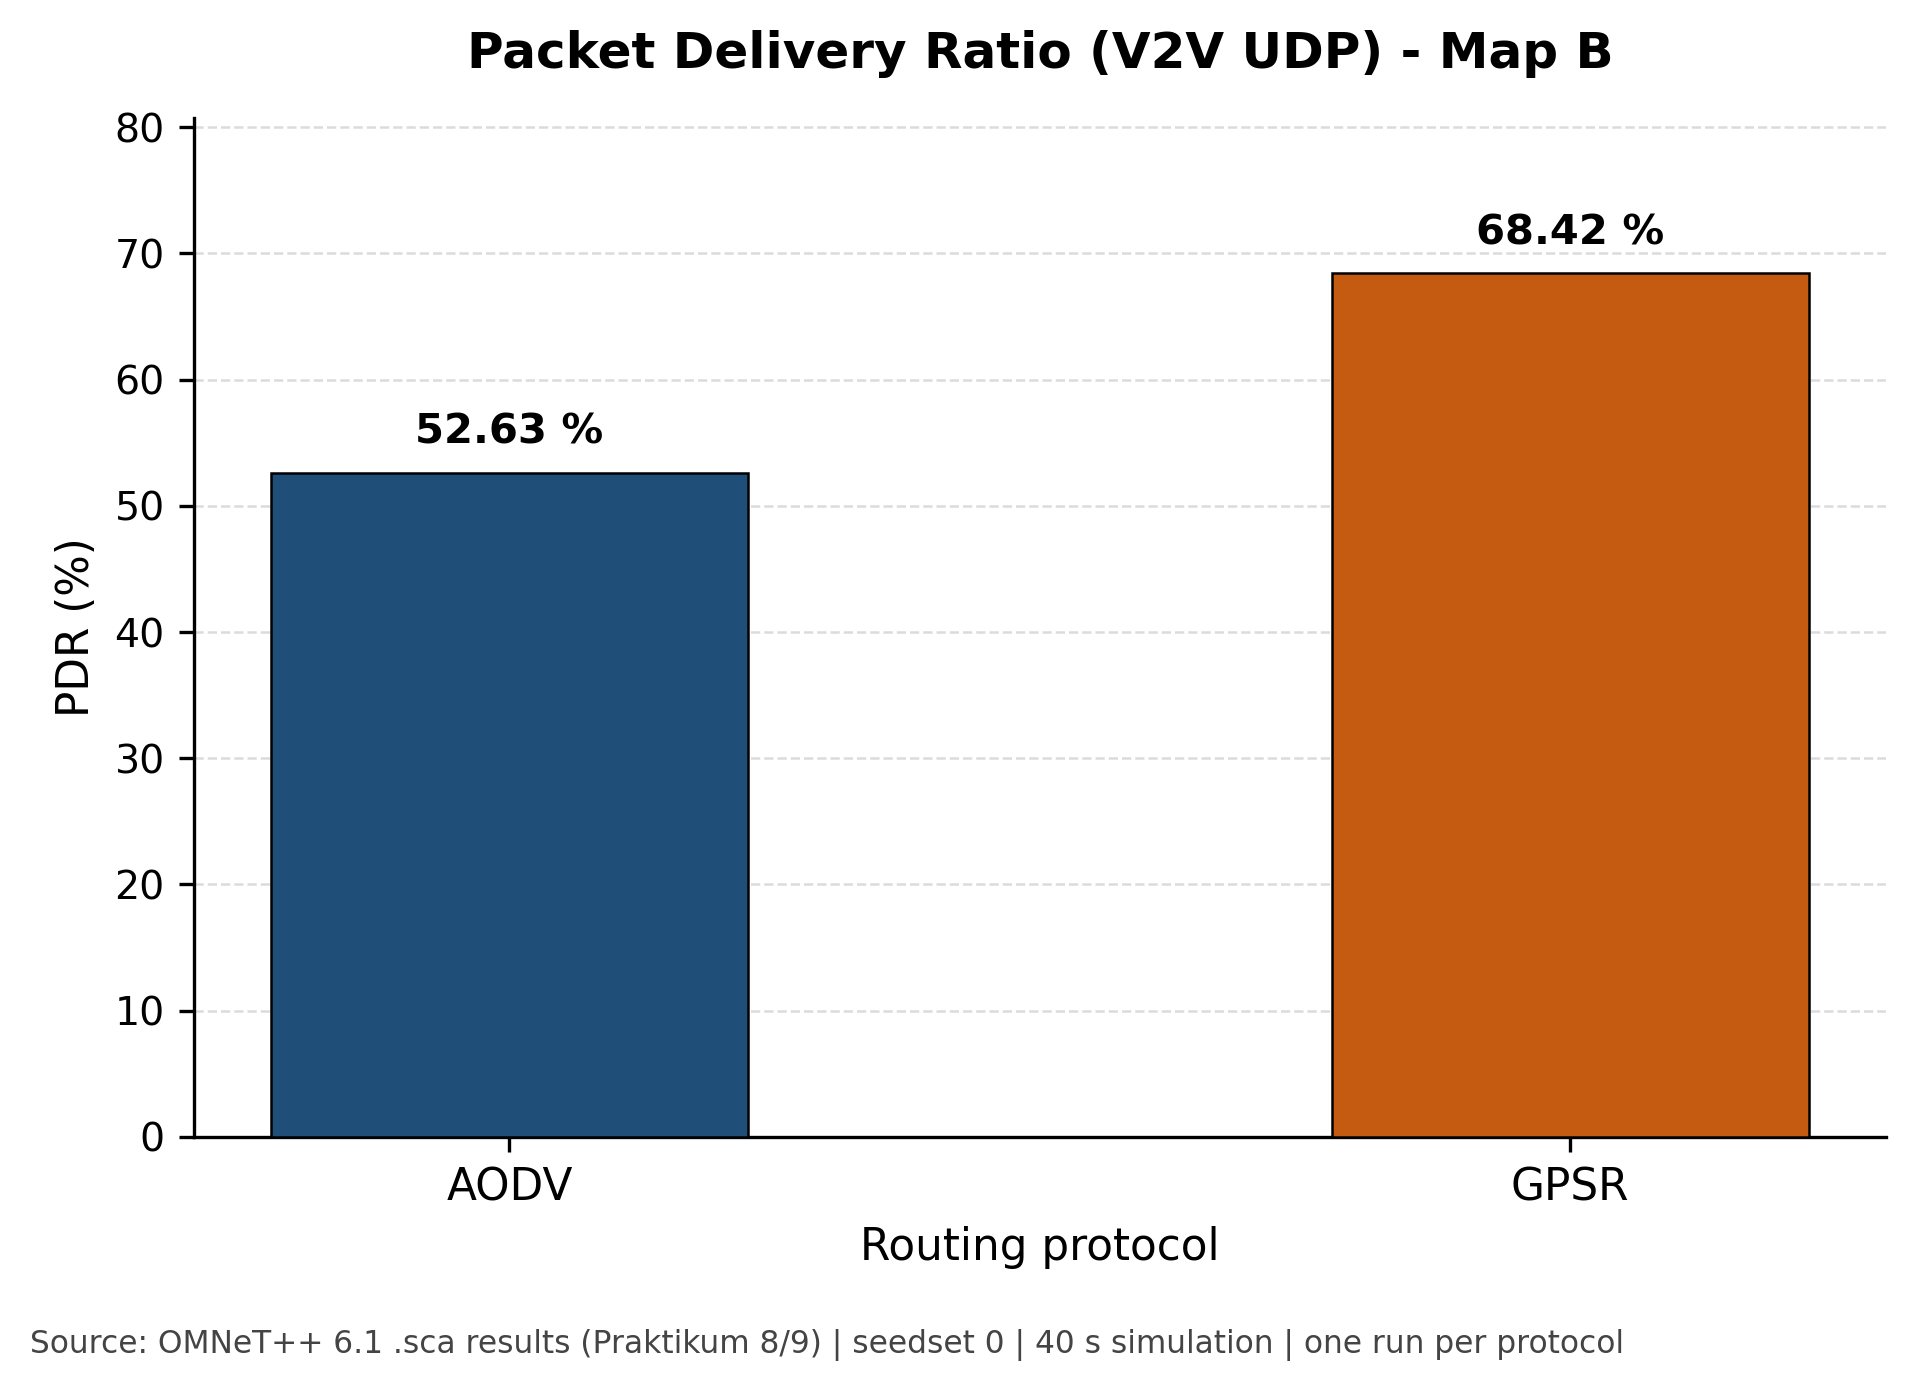 Packet Delivery Ratio (V2V UDP) - Map B
80
70
60
50
40
30
20
10
0
PDR (%)
52.63 %
68.42 %
AODV
GPSR
Routing protocol
Source: OMNeT++ 6.1 .sca results (Praktikum 8/9) | seedset 0 | 40 s simulation | one run per protocol